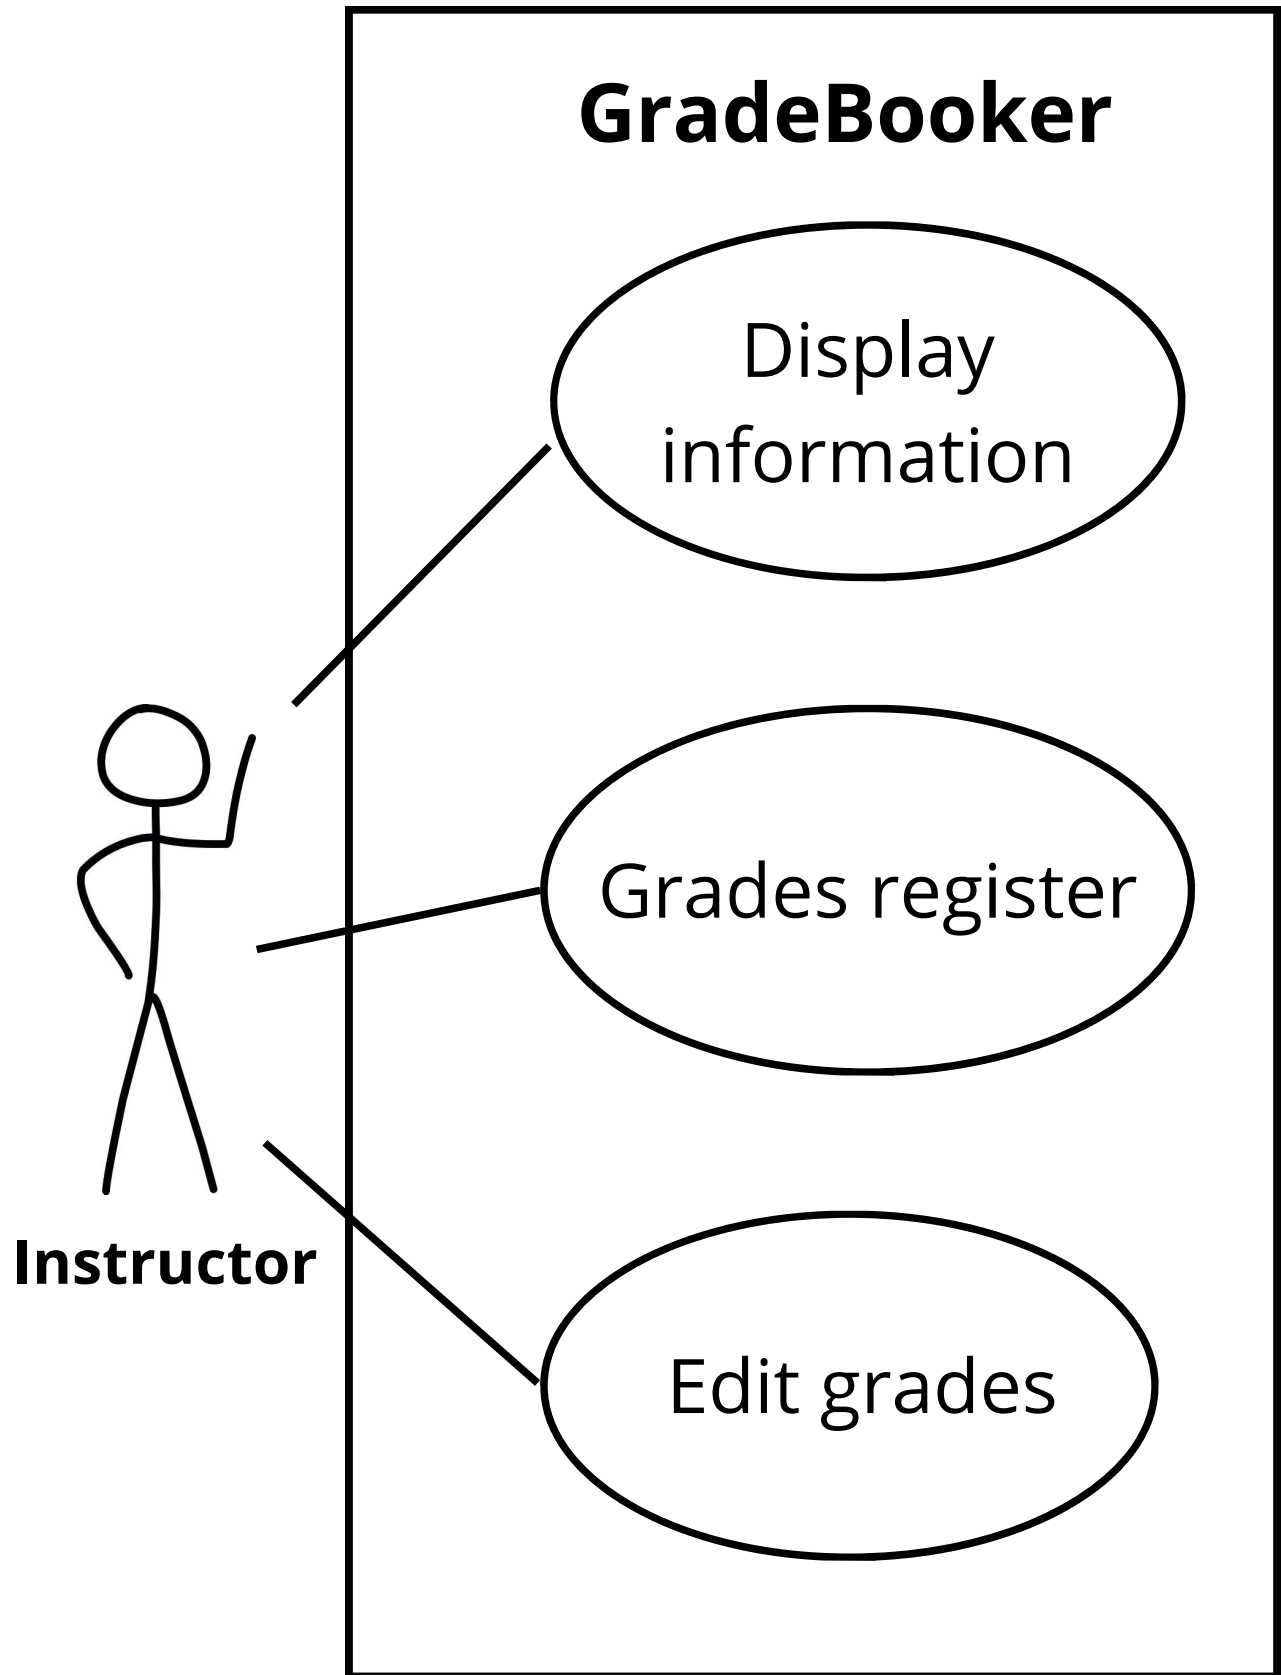 GradeBooker
Display
information
Grades register
Instructor
Edit grades